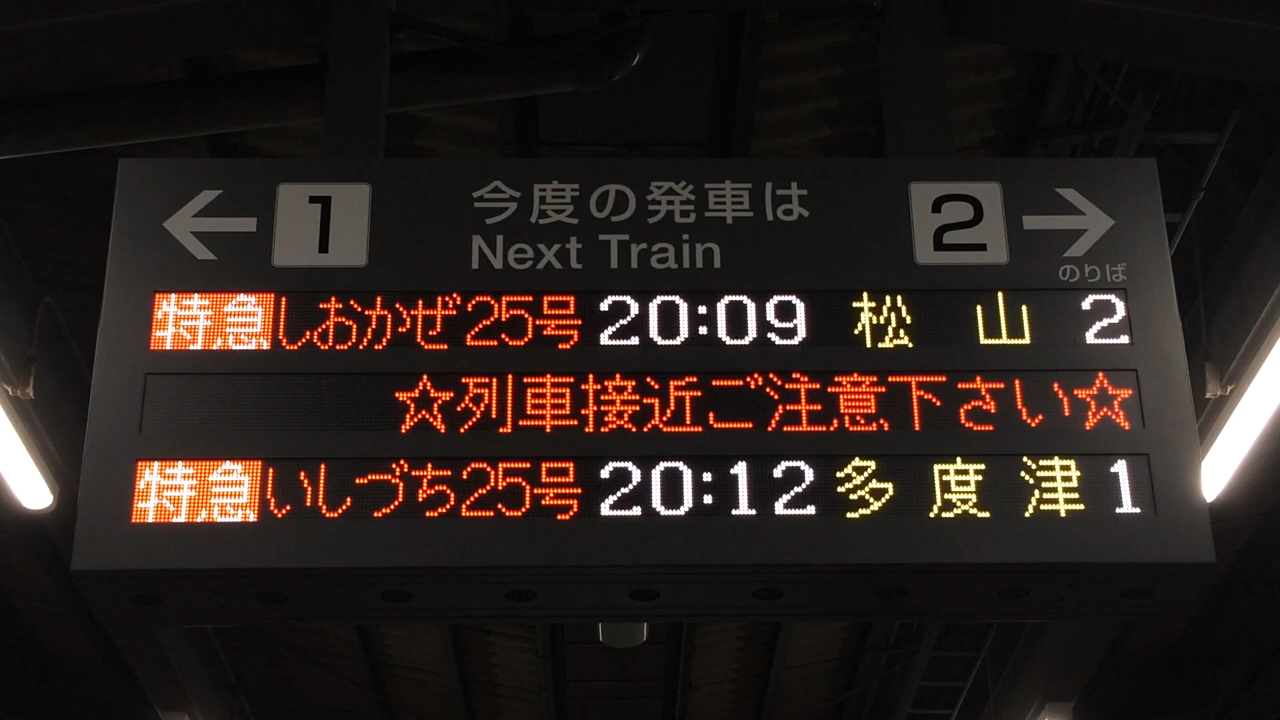 1 今度の発車は 2
Next Train
のりば
特急しおかぜ25号 20:09 松山 2
☆列車接近ご注意下さい☆
特急いしづち25号 20:12 多度津 1